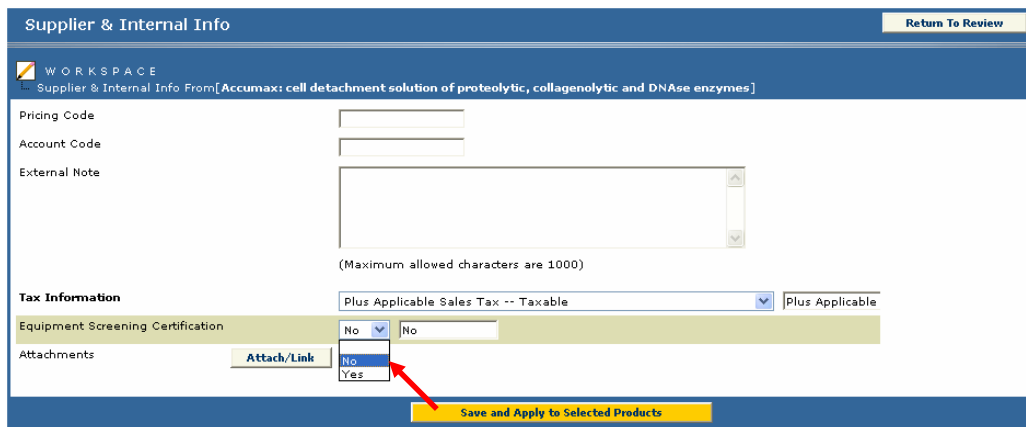 Supplier & Internal Info
Return To Review
WORKSPACE
Supplier & Internal Info From[Accumax: cell detachment solution of proteolytic, collagenolytic and DNAse enzymes]
Pricing Code
Account Code
External Note
(Maximum allowed characters are 1000)
Tax Information
Plus Applicable Sales Tax -- Taxable
Plus Applicable
Equipment Screening Certification
No
No
Attachments
Attach/Link
No
Yes
Save and Apply to Selected Products